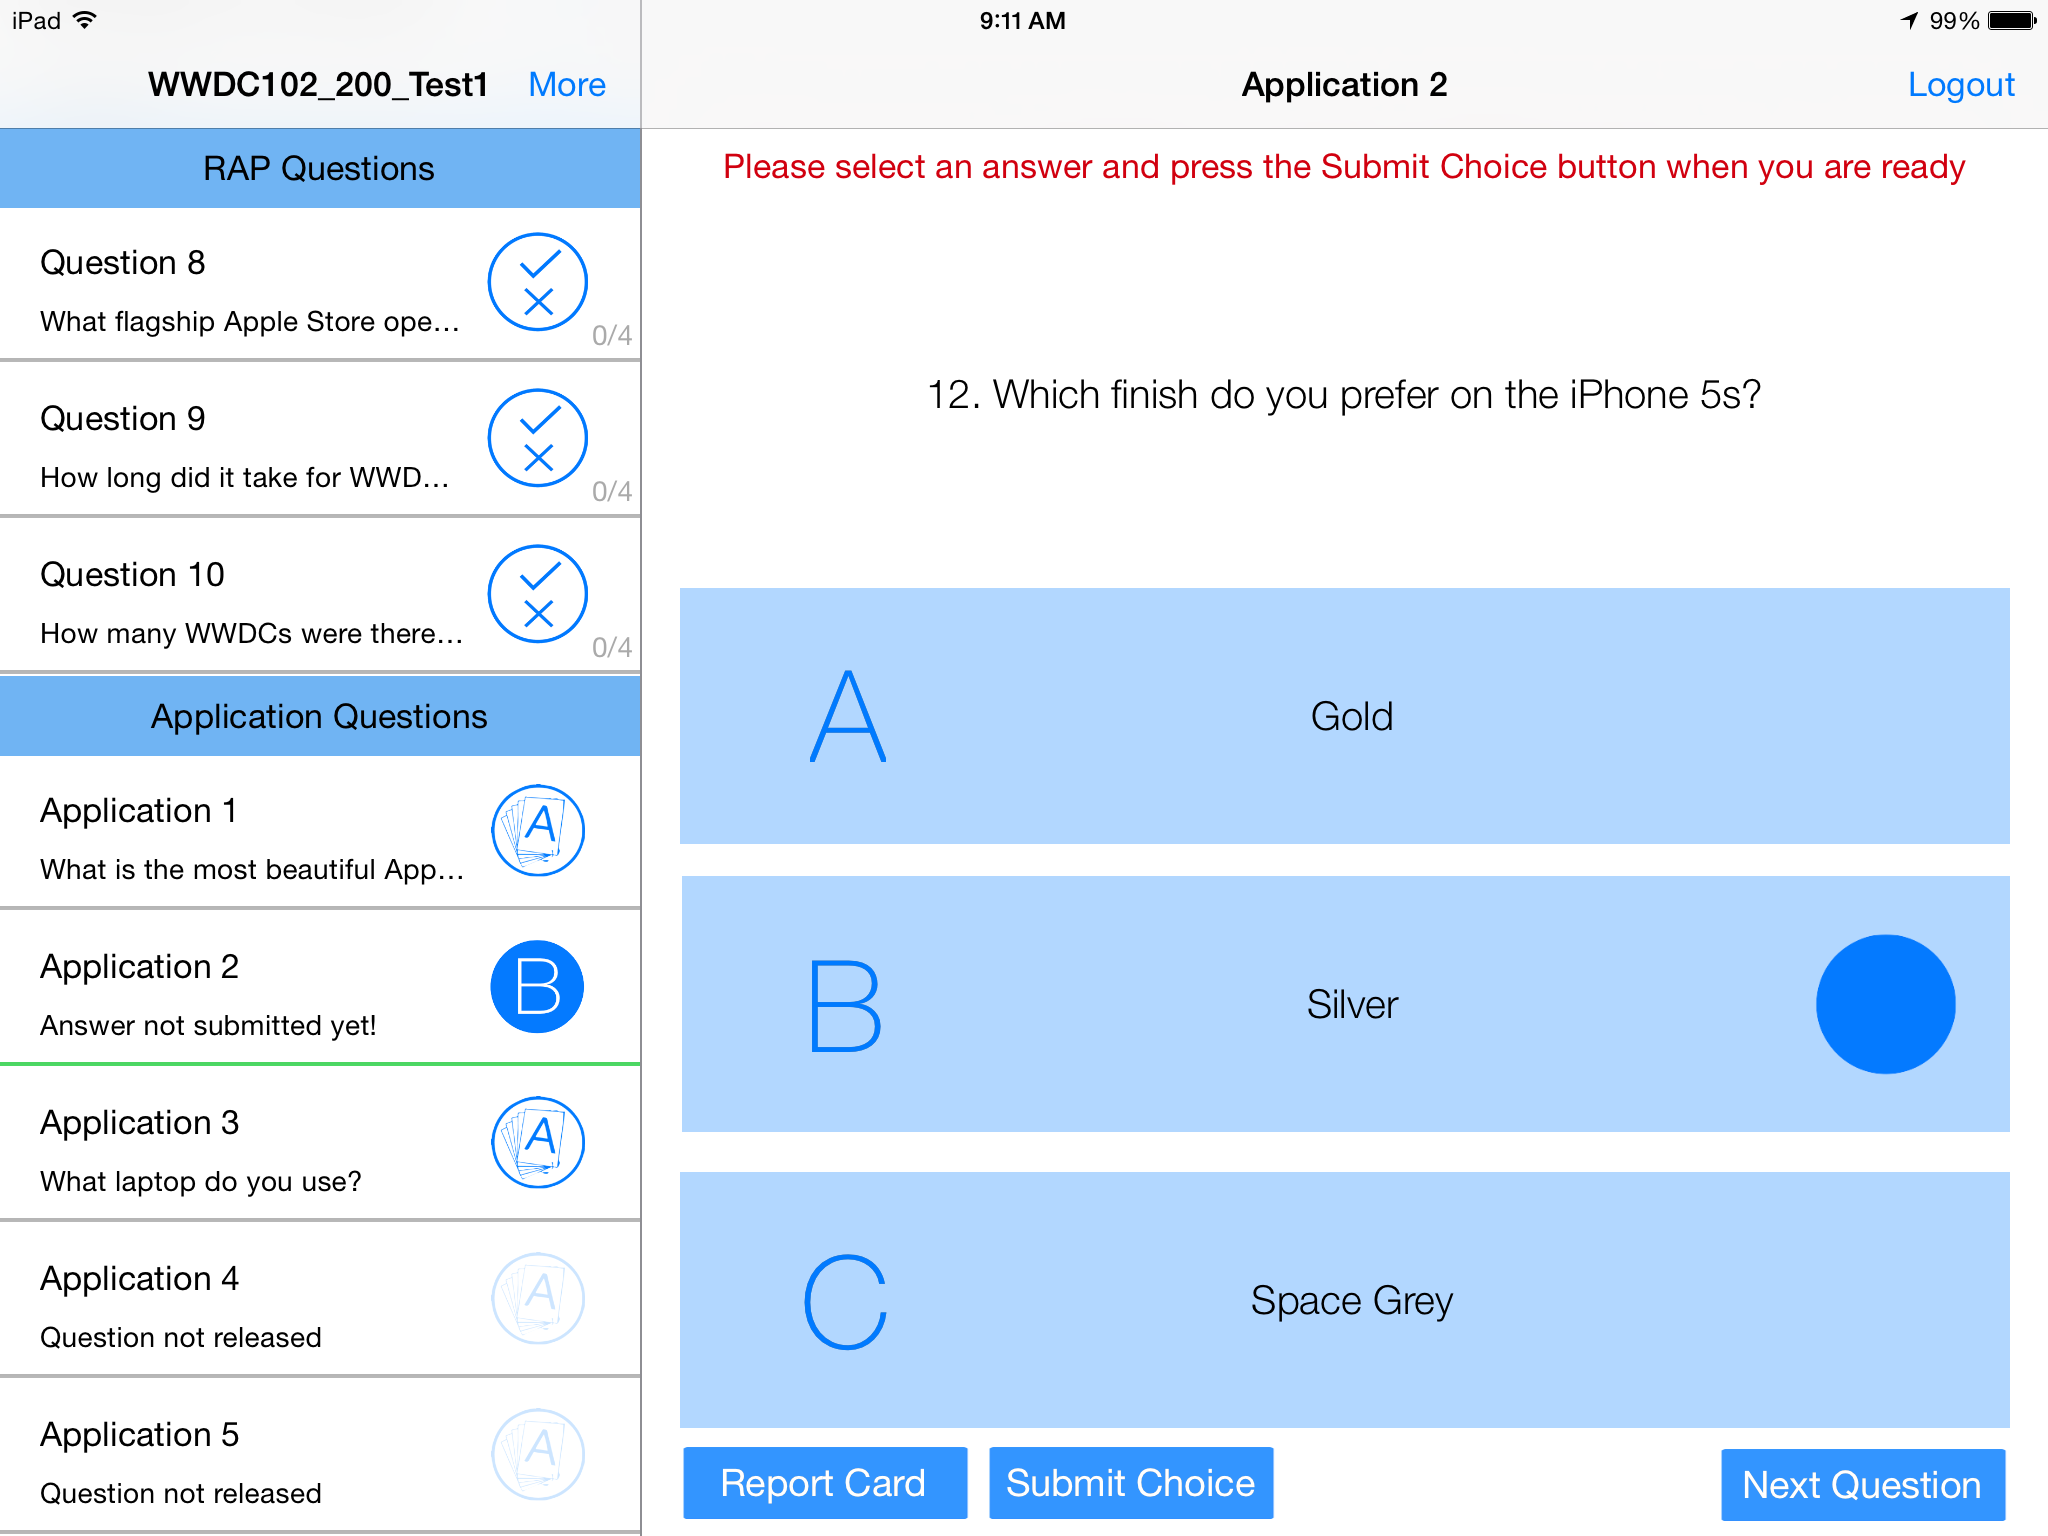 iPad
9:11 AM
99%
WWDC102_200_Test1
More
Application 2
Logout
RAP Questions
Question 8
What flagship Apple Store ope...
0/4
Question 9
How long did it take for WWD...
0/4
Question 10
How many WWDCs were there...
0/4
Application Questions
Application 1
What is the most beautiful App...
A
Application 2
Answer not submitted yet!
B
Application 3
What laptop do you use?
A
Application 4
Question not released
A
Application 5
Question not released
A
Please select an answer and press the Submit Choice button when you are ready
12. Which finish do you prefer on the iPhone 5s?
A
Gold
B
Silver
C
Space Grey
Report Card
Submit Choice
Next Question